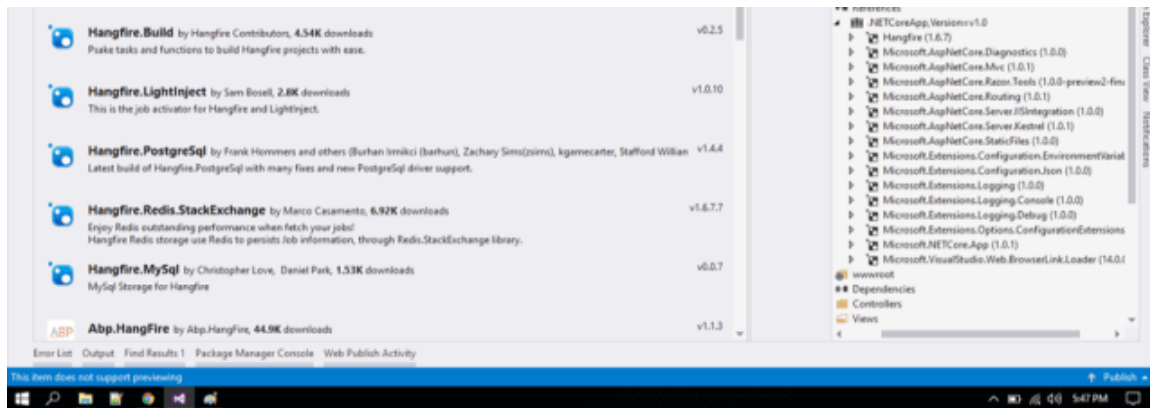 Hangfire.Build by Hangfire Contributors, 4.54K downloads
v0.2.5
Psake tasks and functions to build Hangfire projects with ease.
Hangfire.LightInject by Sam Bosell, 2.8K downloads
v1.0.10
This is the job activator for Hangfire and LightInject.
Hangfire.PostgreSql by Frank Hommers and others (Burhan Irmikci (barhun), Zachary Sims(zsims), kgamecarter, Stafford Willian
v1.4.4
Latest build of Hangfire.PostgreSql with many fixes and new PostgreSql driver support.
Hangfire.Redis.StackExchange by Marco Casamento, 6.92K downloads
v1.6.7.7
Enjoy Redis outstanding performance when fetch your jobs!
Hangfire Redis storage use Redis to persists Job information, through Redis.StackExchange library.
Hangfire.MySql by Christopher Love, Daniel Park, 1.53K downloads
v0.0.7
MySql Storage for Hangfire
ABP
Abp.HangFire by Abp.HangFire, 44.9K downloads
v1.1.3
References
.NETCoreApp,Version=v1.0
Hangfire (1.6.7)
Microsoft.AspNetCore.Diagnostics (1.0.0)
Microsoft.AspNetCore.Mvc (1.0.1)
Microsoft.AspNetCore.Razor.Tools (1.0.0-preview2-fina
Microsoft.AspNetCore.Routing (1.0.1)
Microsoft.AspNetCore.Server.IISIntegration (1.0.0)
Microsoft.AspNetCore.Server.Kestrel (1.0.1)
Microsoft.AspNetCore.StaticFiles (1.0.0)
Microsoft.Extensions.Configuration.EnvironmentVariabl
Microsoft.Extensions.Configuration.Json (1.0.0)
Microsoft.Extensions.Logging (1.0.0)
Microsoft.Extensions.Logging.Console (1.0.0)
Microsoft.Extensions.Logging.Debug (1.0.0)
Microsoft.Extensions.Options.ConfigurationExtensions
Microsoft.NETCore.App (1.0.1)
Microsoft.VisualStudio.Web.BrowserLink.Loader (14.0.(
wwwroot
Dependencies
Controllers
Views
Explorer
Class View
Notifications
Error List Output Find Results 1 Package Manager Console Web Publish Activity
This item does not support previewing
Publish
5:47 PM